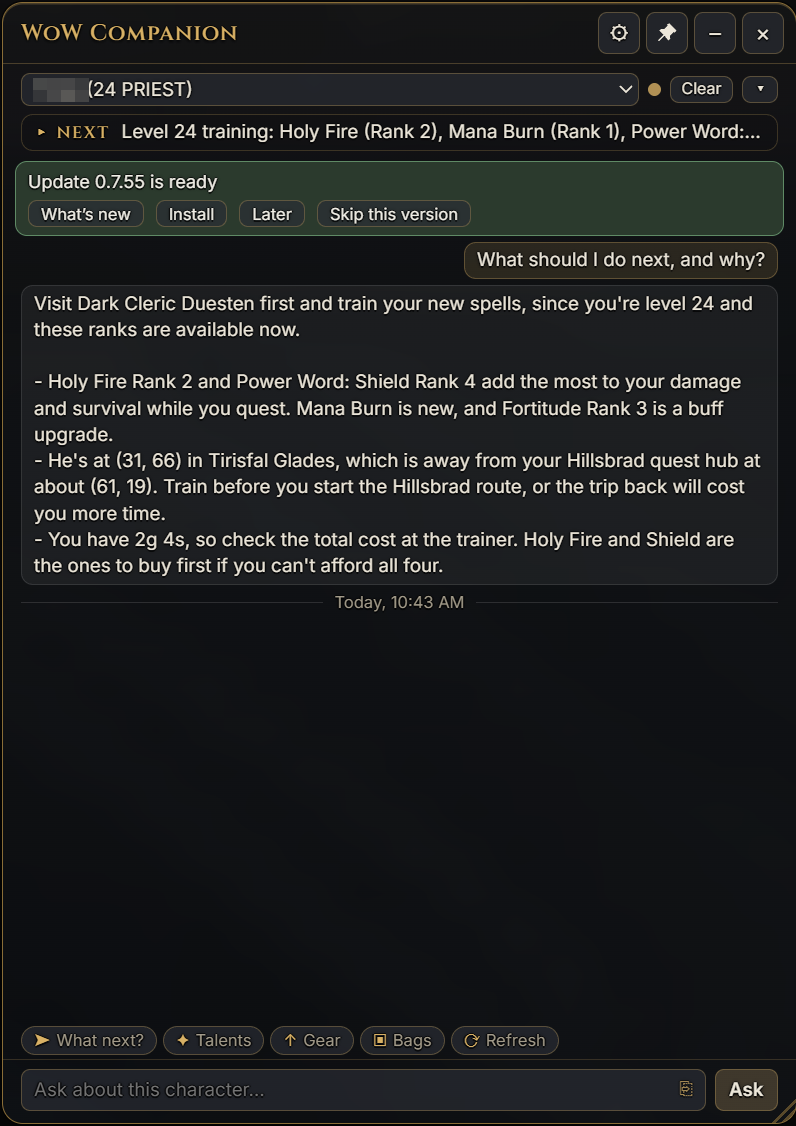 WoW Companion
(24 PRIEST)
Clear
NEXT Level 24 training: Holy Fire (Rank 2), Mana Burn (Rank 1), Power Word:...
Update 0.7.55 is ready
What's new
Install
Later
Skip this version
What should I do next, and why?
Visit Dark Cleric Duesten first and train your new spells, since you're level 24 and
these ranks are available now.
- Holy Fire Rank 2 and Power Word: Shield Rank 4 add the most to your damage
and survival while you quest. Mana Burn is new, and Fortitude Rank 3 is a buff
upgrade.
- He's at (31, 66) in Tirisfal Glades, which is away from your Hillsbrad quest hub at
about (61, 19). Train before you start the Hillsbrad route, or the trip back will cost
you more time.
- You have 2g 4s, so check the total cost at the trainer. Holy Fire and Shield are
the ones to buy first if you can't afford all four.
Today, 10:43 AM
What next?
Talents
Gear
Bags
Refresh
Ask about this character...
Ask